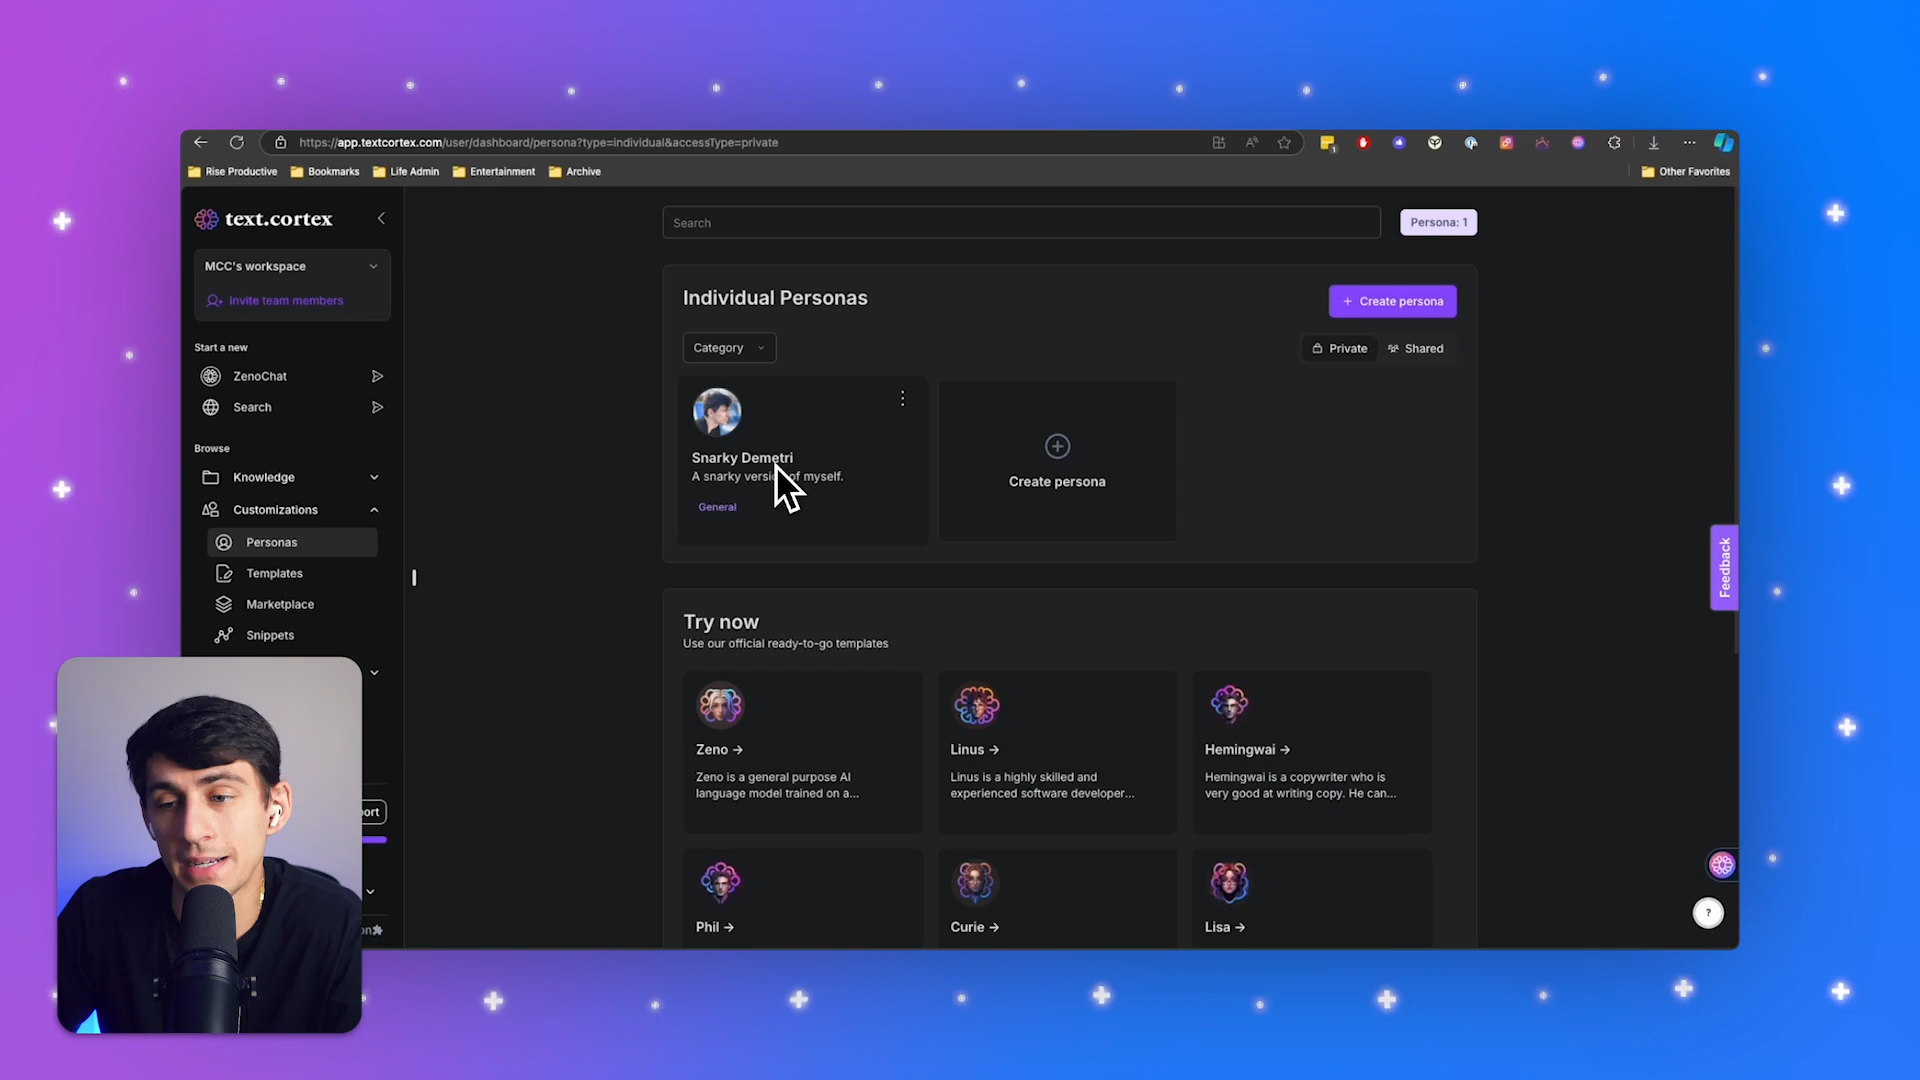 https://app.textcortex.com/user/dashboard/persona?type=individual&accessType=private
1
Rise Productive
Bookmarks
Life Admin
Entertainment
Archive
Other Favorites
text.cortex
MCC's workspace
Invite team members
Start a new
ZenoChat
Search
Browse
Knowledge
Customizations
Personas
Templates
Marketplace
Snippets
ort
Search
Persona: 1
Individual Personas
+ Create persona
Category
Private
Shared
Snarky Demetri
A snarky of myself.
General
Create persona
Try now
Use our official ready-to-go templates
Zeno →
Zeno is a general purpose AI
language model trained on a...
Linus →
Linus is a highly skilled and
experienced software developer...
Hemingwai →
Hemingwai is a copywriter who is
very good at writing copy. He can...
Phil →
Curie →
Lisa →
Feedback
?